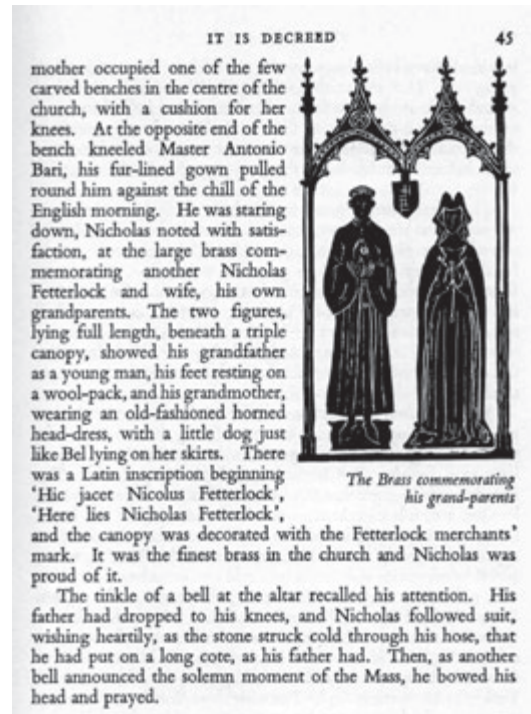 IT IS DECREED 45
mother occupied one of the few
carved benches in the centre of the
church, with a cushion for her
knees. At the opposite end of the
bench kneeled Master Antonio
Bari, his fur-lined gown pulled
round him against the chill of the
English morning. He was staring
down, Nicholas noted with satis-
faction, at the large brass com-
memorating another Nicholas
Fetterlock and wife, his own
grandparents. The two figures,
lying full length, beneath a triple
canopy, showed his grandfather
as a young man, his feet resting on
a wool-pack, and his grandmother,
wearing an old-fashioned horned
head-dress, with a little dog just
like Bel lying on her skirts. There
was a Latin inscription beginning
‘Hic jacet Nicolus Fetterlock’,
‘Here lies Nicholas Fetterlock’,
The Brass commemorating
his grand-parents
and the canopy was decorated with the Fetterlock merchants’
mark. It was the finest brass in the church and Nicholas was
proud of it.
The tinkle of a bell at the altar recalled his attention. His
father had dropped to his knees, and Nicholas followed suit,
wishing heartily, as the stone struck cold through his hose, that
he had put on a long cote, as his father had. Then, as another
bell announced the solemn moment of the Mass, he bowed his
head and prayed.